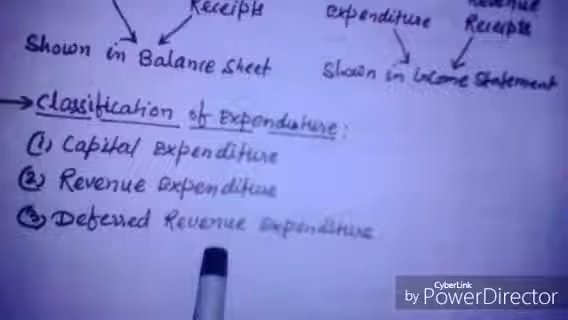 Receipts
expenditure
Revenue
Receipts
Shown in Balance Sheet
Shown in Income Statement
Classification of Expenditure:
(1) Capital Expenditure
(2) Revenue Expenditure
(3) Deferred Revenue Expenditure
CyberLink
by PowerDirector